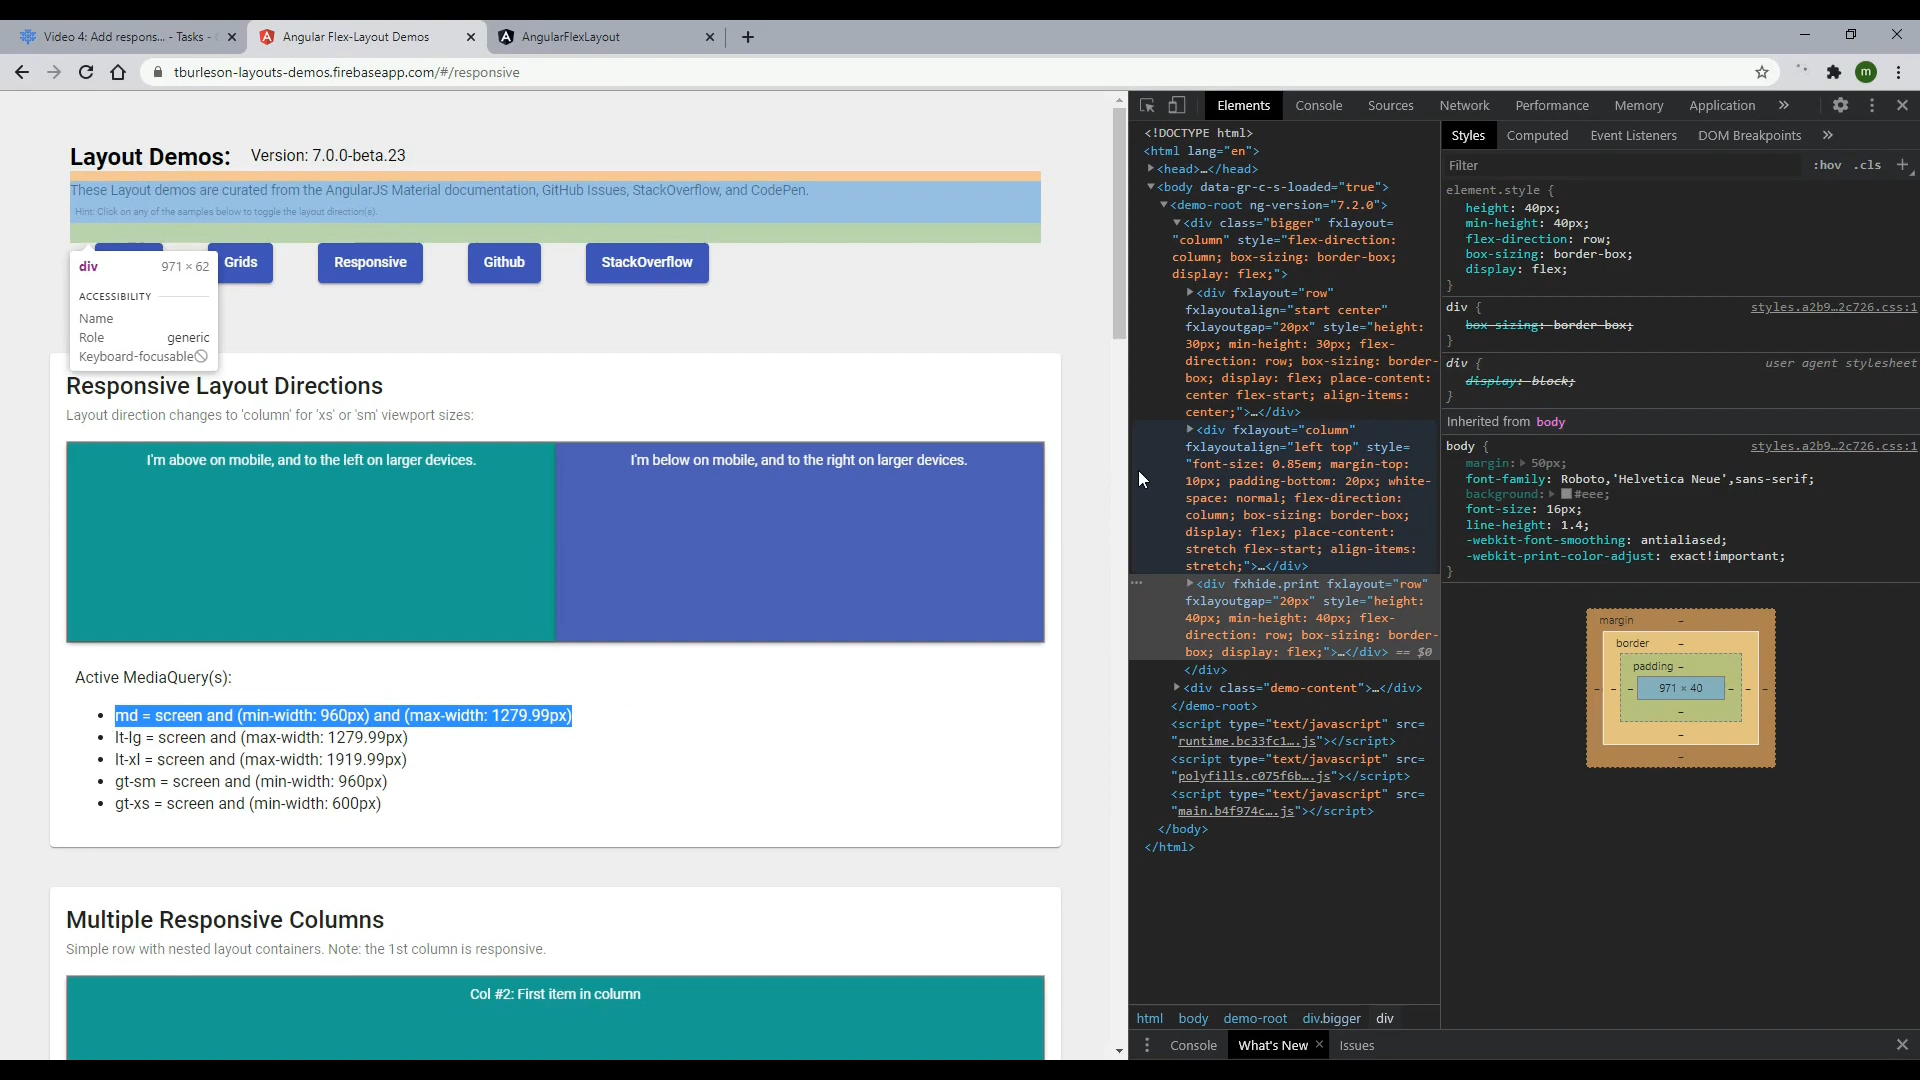 Video 4: Add respons... - Tasks -
Angular Flex-Layout Demos
AngularFlexLayout
tburleson-layouts-demos.firebaseapp.com/#/responsive
m
Layout Demos: Version: 7.0.0-beta.23
These Layout demos are curated from the AngularJS Material documentation, GitHub Issues, StackOverflow, and CodePen.
Hint: Click on any of the samples below to toggle the layout direction(s).
Grids
Responsive
Github
StackOverflow
div 971 × 62
ACCESSIBILITY
Name
Role generic
Keyboard-focusable
Responsive Layout Directions
Layout direction changes to 'column' for 'xs' or 'sm' viewport sizes:
I'm above on mobile, and to the left on larger devices.
I'm below on mobile, and to the right on larger devices.
Active MediaQuery(s):
md = screen and (min-width: 960px) and (max-width: 1279.99px)
lt-lg = screen and (max-width: 1279.99px)
lt-xl = screen and (max-width: 1919.99px)
gt-sm = screen and (min-width: 960px)
gt-xs = screen and (min-width: 600px)
Multiple Responsive Columns
Simple row with nested layout containers. Note: the 1st column is responsive.
Col #2: First item in column
Elements Console Sources Network Performance Memory Application »
<!DOCTYPE html>
<html lang="en">
<head>…</head>
<body data-gr-c-s-loaded="true">
<demo-root ng-version="7.2.0">
<div class="bigger" fxlayout=
"column" style="flex-direction:
column; box-sizing: border-box;
display: flex;">
<div fxlayout="row"
fxlayoutalign="start center"
fxlayoutgap="20px" style="height:
30px; min-height: 30px; flex-
direction: row; box-sizing: border-
box; display: flex; place-content:
center flex-start; align-items:
center;">…</div>
<div fxlayout="column"
fxlayoutalign="left top" style=
"font-size: 0.85em; margin-top:
10px; padding-bottom: 20px; white-
space: normal; flex-direction:
column; box-sizing: border-box;
display: flex; place-content:
stretch flex-start; align-items:
stretch;">…</div>
<div fxhide.print fxlayout="row"
fxlayoutgap="20px" style="height:
40px; min-height: 40px; flex-
direction: row; box-sizing: border-
box; display: flex;">…</div> == $0
</div>
<div class="demo-content">…</div>
</demo-root>
<script type="text/javascript" src=
"runtime.bc33fc1….js"></script>
<script type="text/javascript" src=
"polyfills.c075f6b….js"></script>
<script type="text/javascript" src=
"main.b4f974c….js"></script>
</body>
</html>
html body demo-root div.bigger div
Styles Computed Event Listeners DOM Breakpoints »
Filter :hov .cls +
element.style {
height: 40px;
min-height: 40px;
flex-direction: row;
box-sizing: border-box;
display: flex;
}
div { styles.a2b9…2c726.css:1
box-sizing: border-box;
}
div { user agent stylesheet
display: block;
}
Inherited from body
body { styles.a2b9…2c726.css:1
margin: 50px;
font-family: Roboto,'Helvetica Neue',sans-serif;
background: #eee;
font-size: 16px;
line-height: 1.4;
-webkit-font-smoothing: antialiased;
-webkit-print-color-adjust: exact!important;
}
margin –
border –
padding –
– – – 971 × 40 – – –
–
–
–
Console What's New × Issues